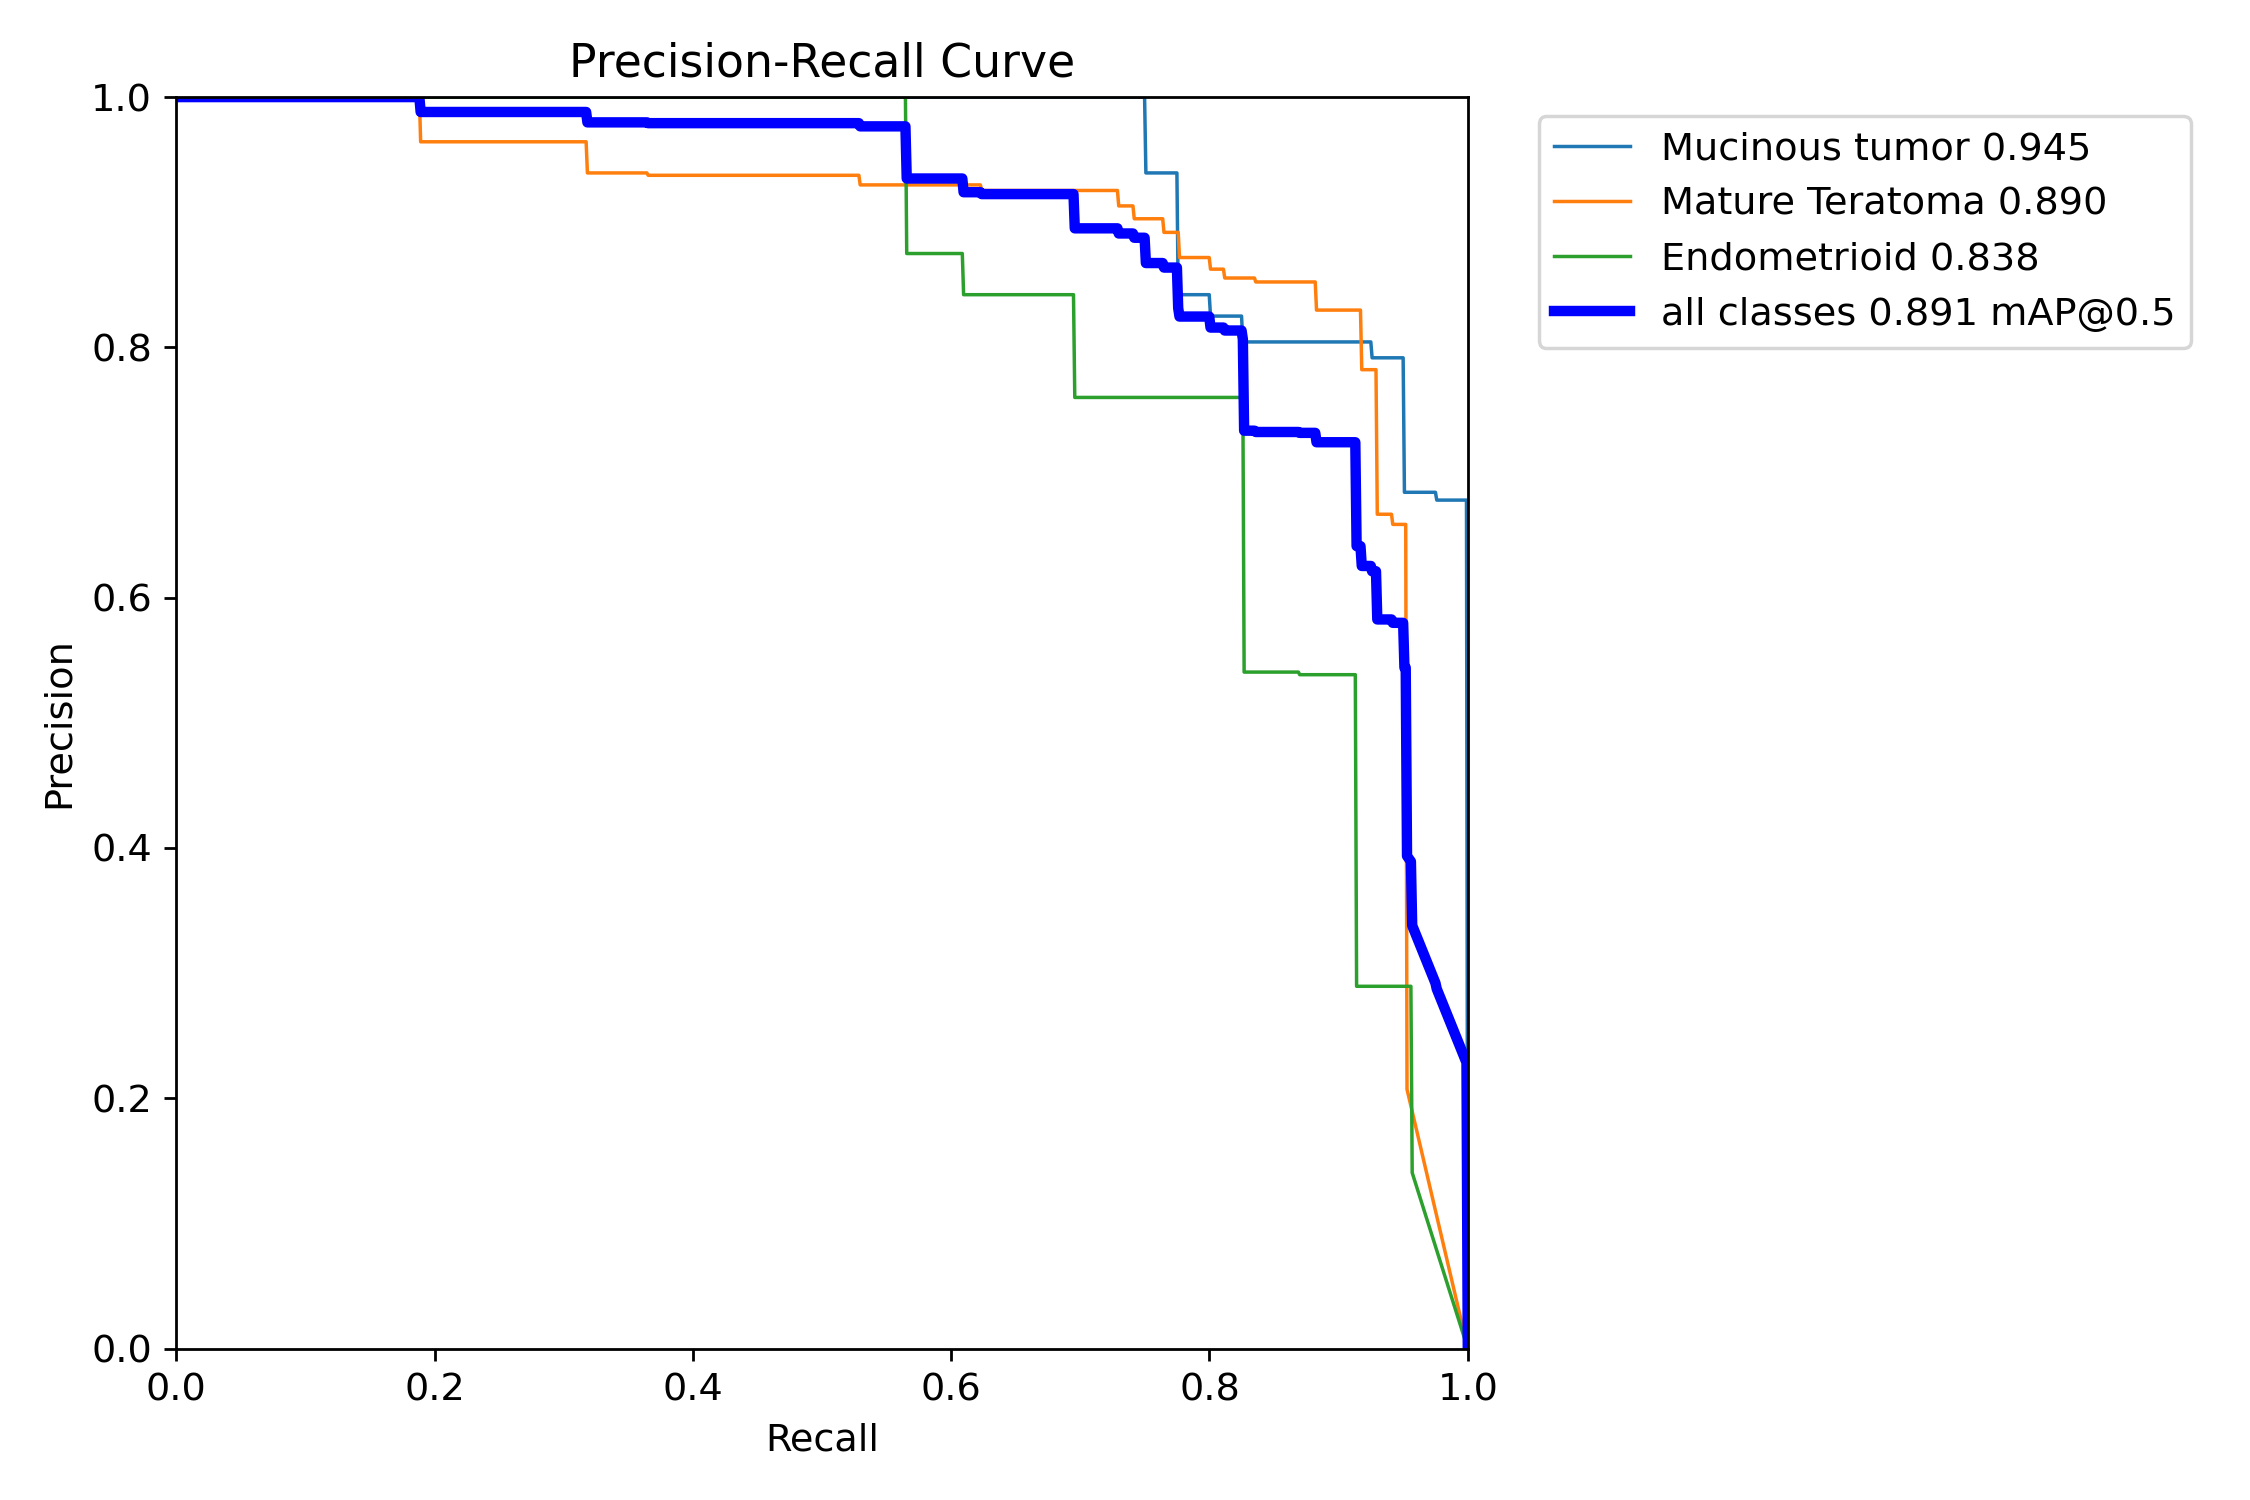 Precision-Recall Curve
1.0
0.8
0.6
0.4
0.2
0.0
Precision
0.0 0.2 0.4 0.6 0.8 1.0
Recall
Mucinous tumor 0.945
Mature Teratoma 0.890
Endometrioid 0.838
all classes 0.891 mAP@0.5